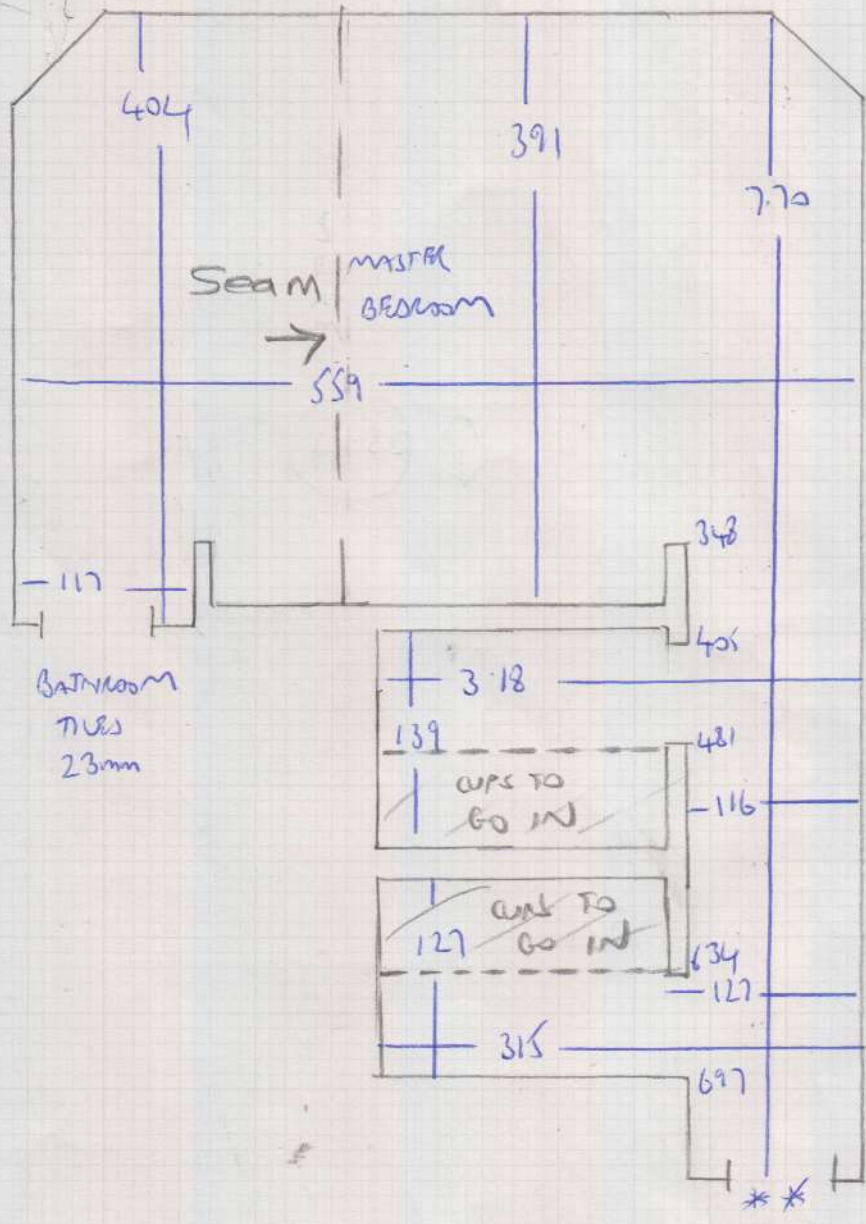 404
391
7.70
Seam
MASTER
BEDROOM
559
117
348
405
BATHROOM
TILES
23mm
3.18
139
481
CUPS TO
GO IN
116
CUPS TO
GO IN
127
634
127
315
697
* *